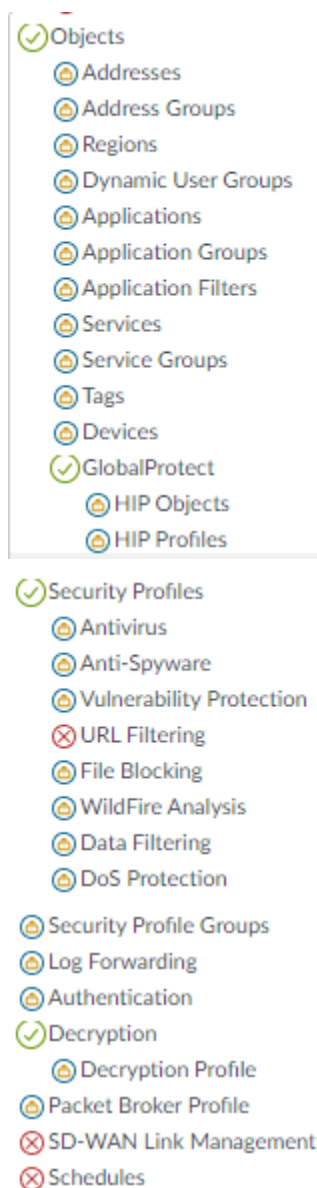 Objects
Addresses
Address Groups
Regions
Dynamic User Groups
Applications
Application Groups
Application Filters
Services
Service Groups
Tags
Devices
GlobalProtect
HIP Objects
HIP Profiles
Security Profiles
Antivirus
Anti-Spyware
Vulnerability Protection
URL Filtering
File Blocking
WildFire Analysis
Data Filtering
DoS Protection
Security Profile Groups
Log Forwarding
Authentication
Decryption
Decryption Profile
Packet Broker Profile
SD-WAN Link Management
Schedules